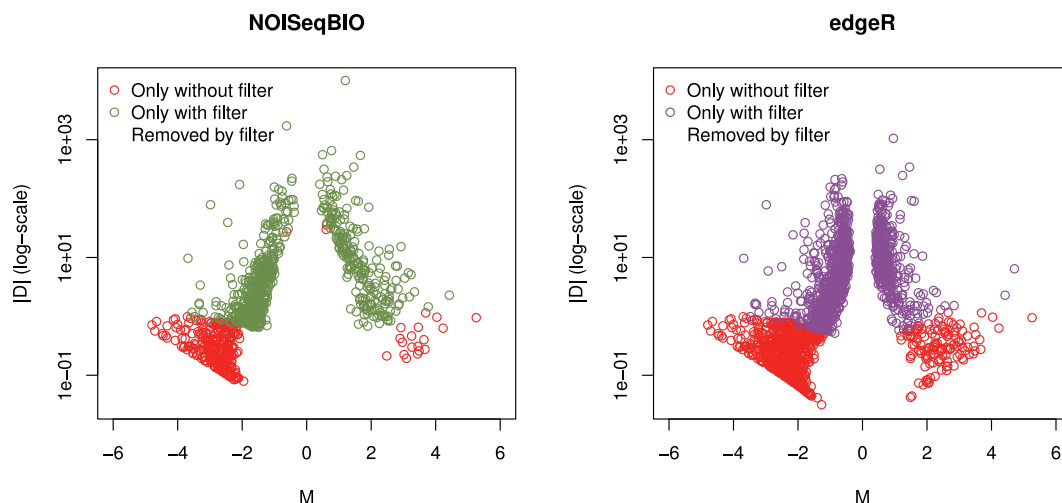 NOISeqBIO
Only without filter
Only with filter
Removed by filter
|D| (log−scale)
1e+03
1e+01
1e−01
−6 −4 −2 0 2 4 6
M
edgeR
Only without filter
Only with filter
Removed by filter
|D| (log−scale)
1e+03
1e+01
1e−01
−6 −4 −2 0 2 4 6
M